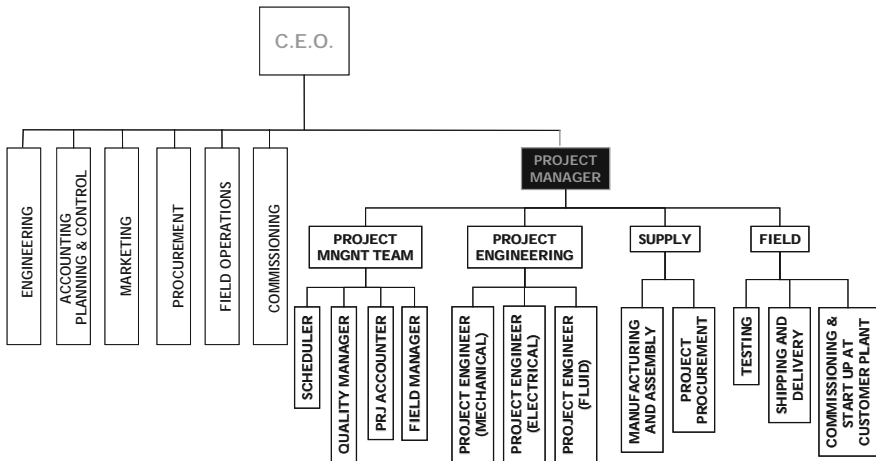 C.E.O.
PROJECT
MANAGER
ENGINEERING
ACCOUNTING
PLANNING & CONTROL
MARKETING
PROCUREMENT
FIELD OPERATIONS
COMMISSIONING
PROJECT
MNGNT TEAM
PROJECT
ENGINEERING
SUPPLY
FIELD
SCHEDULER
QUALITY MANAGER
PRJ ACCOUNTER
FIELD MANAGER
PROJECT ENGINEER
(MECHANICAL)
PROJECT ENGINEER
(ELECTRICAL)
PROJECT ENGINEER
(FLUID)
MANUFACTURING
AND ASSEMBLY
PROJECT
PROCUREMENT
TESTING
SHIPPING AND
DELIVERY
COMMISSIONING &
START UP AT
CUSTOMER PLANT